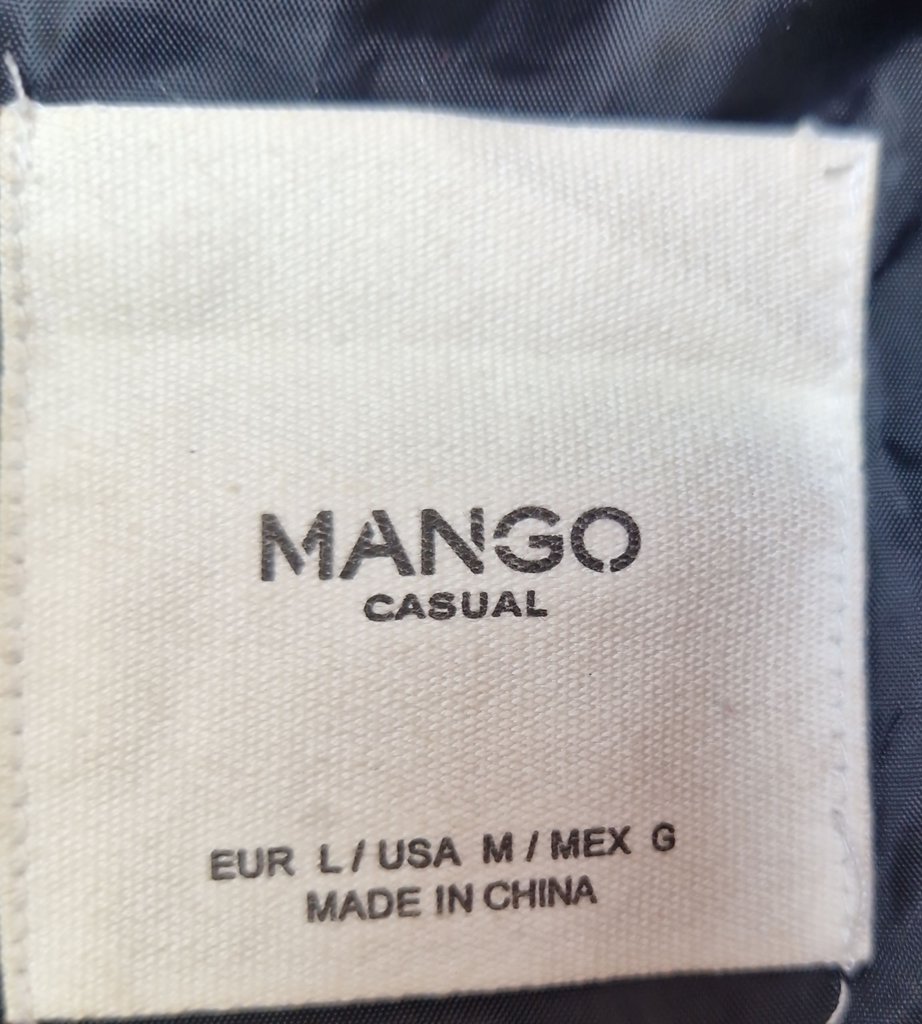 MANGO
CASUAL
EUR L / USA M / MEX G
MADE IN CHINA